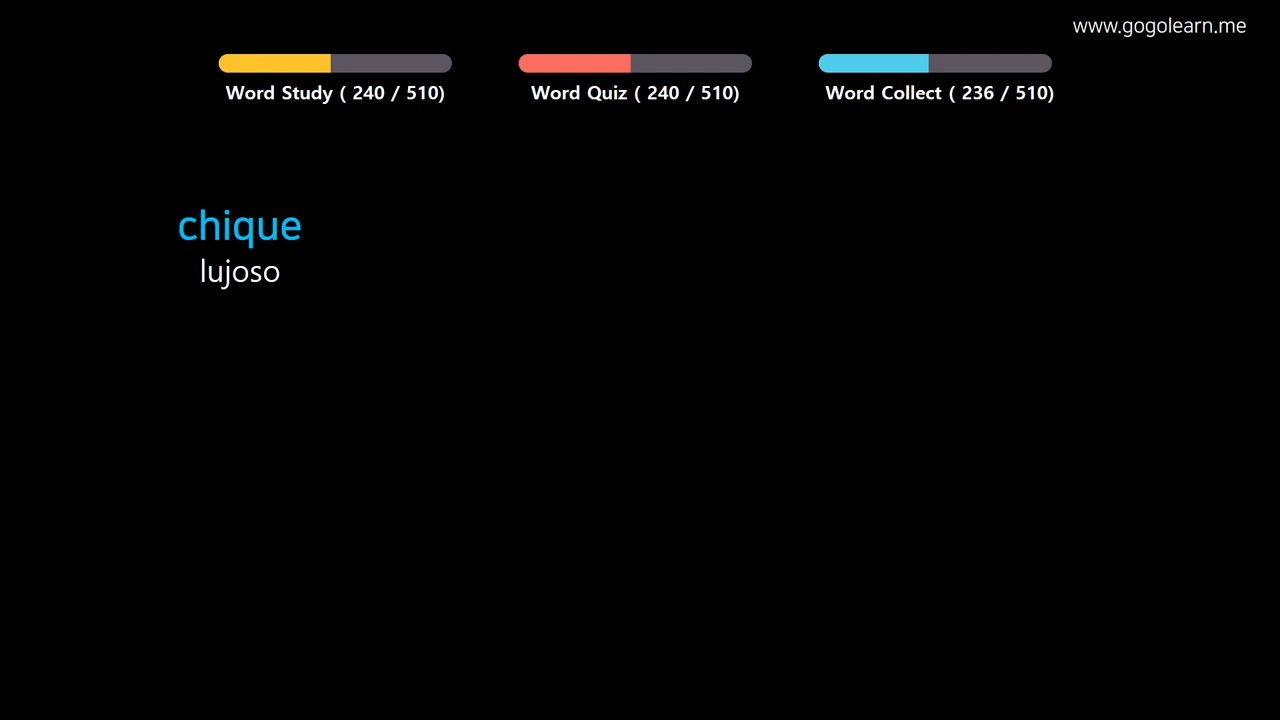 www.gogolearn.me
Word Study ( 240 / 510)
Word Quiz ( 240 / 510)
Word Collect ( 236 / 510)
chique
lujoso